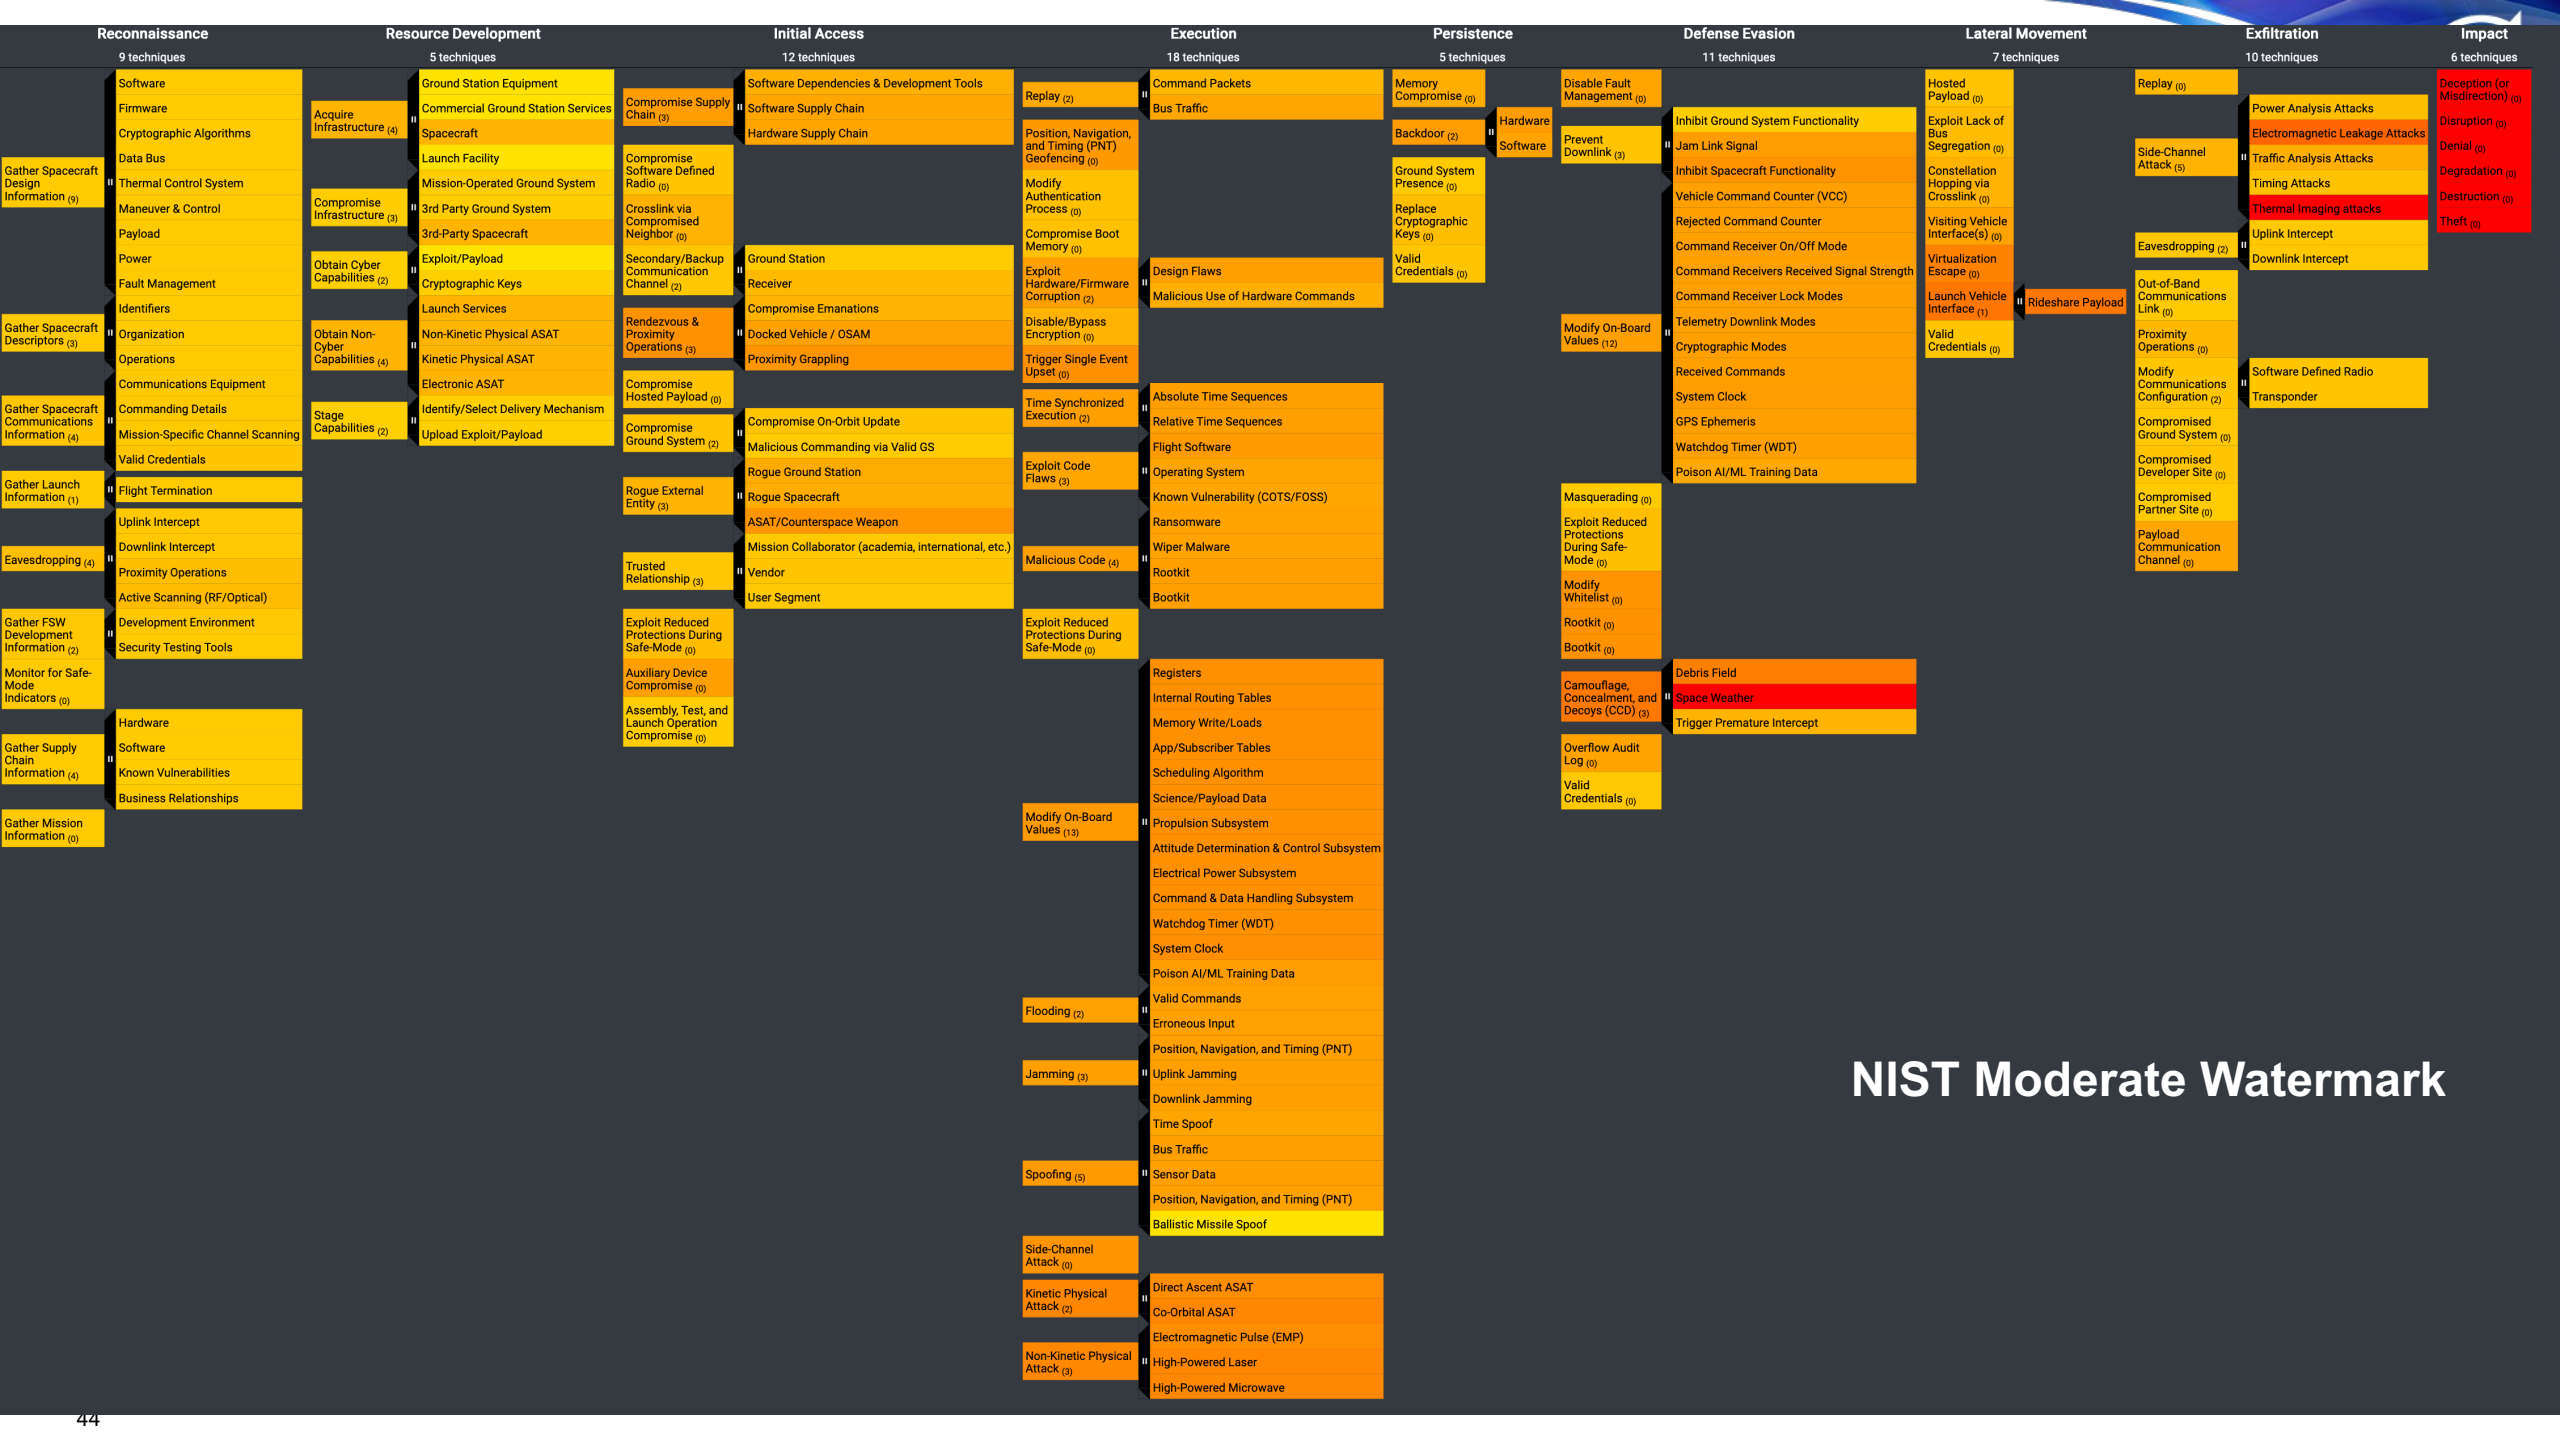 Reconnaissance
9 techniques
Gather Spacecraft
Design
Information (9)
Software
Firmware
Cryptographic Algorithms
Data Bus
Thermal Control System
Maneuver & Control
Payload
Power
Fault Management
Gather Spacecraft
Descriptors (3)
Identifiers
Organization
Operations
Gather Spacecraft
Communications
Information (4)
Communications Equipment
Commanding Details
Mission-Specific Channel Scanning
Valid Credentials
Gather Launch
Information (1)
Flight Termination
Eavesdropping (4)
Uplink Intercept
Downlink Intercept
Proximity Operations
Active Scanning (RF/Optical)
Gather FSW
Development
Information (2)
Development Environment
Security Testing Tools
Monitor for Safe-
Mode
Indicators (0)
Gather Supply
Chain
Information (4)
Hardware
Software
Known Vulnerabilities
Business Relationships
Gather Mission
Information (0)
Resource Development
5 techniques
Acquire
Infrastructure (4)
Ground Station Equipment
Commercial Ground Station Services
Spacecraft
Launch Facility
Compromise
Infrastructure (3)
Mission-Operated Ground System
3rd Party Ground System
3rd-Party Spacecraft
Obtain Cyber
Capabilities (2)
Exploit/Payload
Cryptographic Keys
Obtain Non-
Cyber
Capabilities (4)
Launch Services
Non-Kinetic Physical ASAT
Kinetic Physical ASAT
Electronic ASAT
Stage
Capabilities (2)
Identify/Select Delivery Mechanism
Upload Exploit/Payload
Initial Access
12 techniques
Compromise Supply
Chain (3)
Software Dependencies & Development Tools
Software Supply Chain
Hardware Supply Chain
Compromise
Software Defined
Radio (0)
Crosslink via
Compromised
Neighbor (0)
Secondary/Backup
Communication
Channel (2)
Ground Station
Receiver
Rendezvous &
Proximity
Operations (3)
Compromise Emanations
Docked Vehicle / OSAM
Proximity Grappling
Compromise
Hosted Payload (0)
Compromise
Ground System (2)
Compromise On-Orbit Update
Malicious Commanding via Valid GS
Rogue External
Entity (3)
Rogue Ground Station
Rogue Spacecraft
ASAT/Counterspace Weapon
Trusted
Relationship (3)
Mission Collaborator (academia, international, etc.)
Vendor
User Segment
Exploit Reduced
Protections During
Safe-Mode (0)
Auxiliary Device
Compromise (0)
Assembly, Test, and
Launch Operation
Compromise (0)
Execution
18 techniques
Replay (2)
Command Packets
Bus Traffic
Position, Navigation,
and Timing (PNT)
Geofencing (0)
Modify
Authentication
Process (0)
Compromise Boot
Memory (0)
Exploit
Hardware/Firmware
Corruption (2)
Design Flaws
Malicious Use of Hardware Commands
Disable/Bypass
Encryption (0)
Trigger Single Event
Upset (0)
Time Synchronized
Execution (2)
Absolute Time Sequences
Relative Time Sequences
Exploit Code
Flaws (3)
Flight Software
Operating System
Known Vulnerability (COTS/FOSS)
Malicious Code (4)
Ransomware
Wiper Malware
Rootkit
Bootkit
Exploit Reduced
Protections During
Safe-Mode (0)
Modify On-Board
Values (13)
Registers
Internal Routing Tables
Memory Write/Loads
App/Subscriber Tables
Scheduling Algorithm
Science/Payload Data
Propulsion Subsystem
Attitude Determination & Control Subsystem
Electrical Power Subsystem
Command & Data Handling Subsystem
Watchdog Timer (WDT)
System Clock
Poison AI/ML Training Data
Flooding (2)
Valid Commands
Erroneous Input
Jamming (3)
Position, Navigation, and Timing (PNT)
Uplink Jamming
Downlink Jamming
Spoofing (5)
Time Spoof
Bus Traffic
Sensor Data
Position, Navigation, and Timing (PNT)
Ballistic Missile Spoof
Side-Channel
Attack (0)
Kinetic Physical
Attack (2)
Direct Ascent ASAT
Co-Orbital ASAT
Non-Kinetic Physical
Attack (3)
Electromagnetic Pulse (EMP)
High-Powered Laser
High-Powered Microwave
Persistence
5 techniques
Memory
Compromise (0)
Backdoor (2)
Hardware
Software
Ground System
Presence (0)
Replace
Cryptographic
Keys (0)
Valid
Credentials (0)
Defense Evasion
11 techniques
Disable Fault
Management (0)
Prevent
Downlink (3)
Inhibit Ground System Functionality
Jam Link Signal
Inhibit Spacecraft Functionality
Modify On-Board
Values (12)
Vehicle Command Counter (VCC)
Rejected Command Counter
Command Receiver On/Off Mode
Command Receivers Received Signal Strength
Command Receiver Lock Modes
Telemetry Downlink Modes
Cryptographic Modes
Received Commands
System Clock
GPS Ephemeris
Watchdog Timer (WDT)
Poison AI/ML Training Data
Masquerading (0)
Exploit Reduced
Protections
During Safe-
Mode (0)
Modify
Whitelist (0)
Rootkit (0)
Bootkit (0)
Camouflage,
Concealment, and
Decoys (CCD) (3)
Debris Field
Space Weather
Trigger Premature Intercept
Overflow Audit
Log (0)
Valid
Credentials (0)
Lateral Movement
7 techniques
Hosted
Payload (0)
Exploit Lack of
Bus
Segregation (0)
Constellation
Hopping via
Crosslink (0)
Visiting Vehicle
Interface(s) (0)
Virtualization
Escape (0)
Launch Vehicle
Interface (1)
Rideshare Payload
Valid
Credentials (0)
Exfiltration
10 techniques
Replay (0)
Side-Channel
Attack (5)
Power Analysis Attacks
Electromagnetic Leakage Attacks
Traffic Analysis Attacks
Timing Attacks
Thermal Imaging attacks
Eavesdropping (2)
Uplink Intercept
Downlink Intercept
Out-of-Band
Communications
Link (0)
Proximity
Operations (0)
Modify
Communications
Configuration (2)
Software Defined Radio
Transponder
Compromised
Ground System (0)
Compromised
Developer Site (0)
Compromised
Partner Site (0)
Payload
Communication
Channel (0)
Impact
6 techniques
Deception (or
Misdirection) (0)
Disruption (0)
Denial (0)
Degradation (0)
Destruction (0)
Theft (0)
NIST Moderate Watermark
44